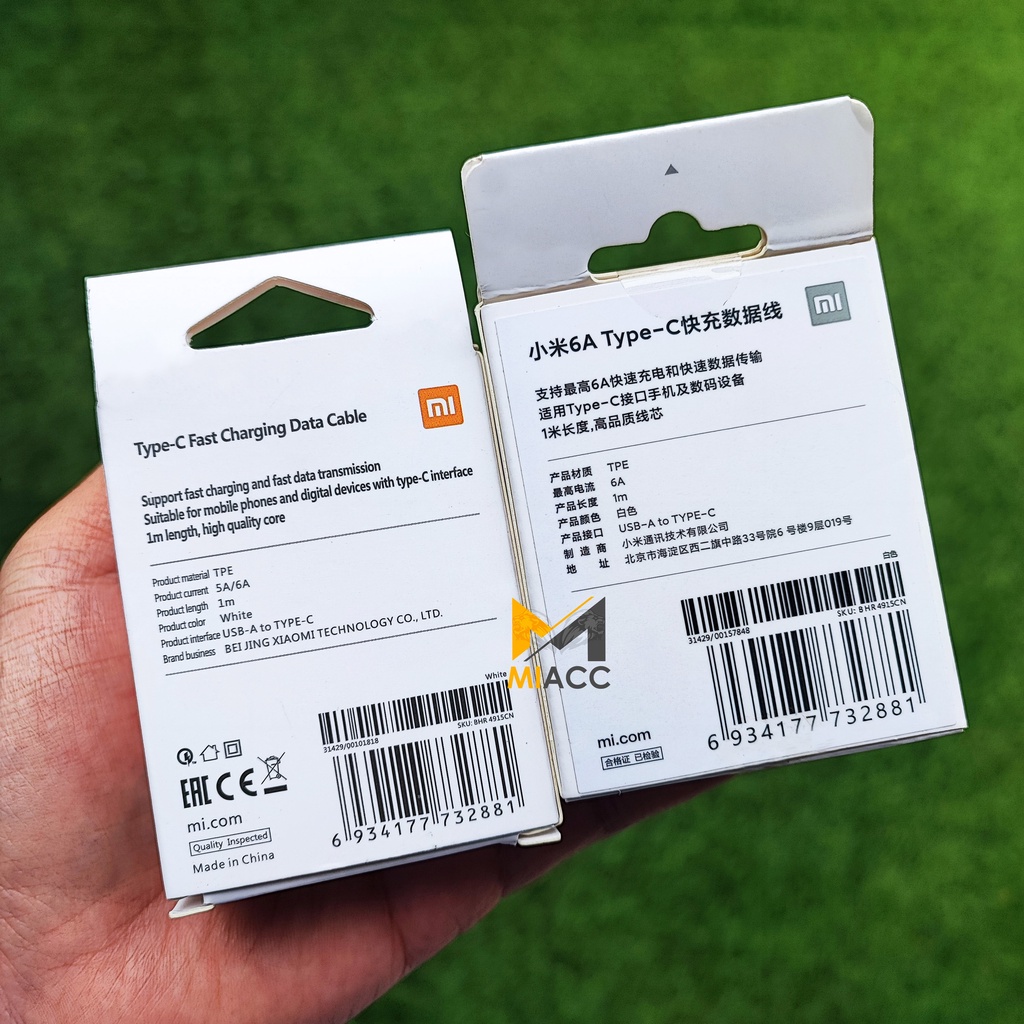 mi
Type-C Fast Charging Data Cable
Support fast charging and fast data transmission
Suitable for mobile phones and digital devices with type-C interface
1m length, high quality core
Product material TPE
Product current 5A/6A
Product length 1m
Product color White
Product interface USB-A to TYPE-C
Brand business BEI JING XIAOMI TECHNOLOGY CO., LTD.
White
31429/00101818
SKU: BHR4915CN
6 934177 732881
EAC CE
mi.com
Quality Inspected
Made in China
mi
小米6A Type-C快充数据线
支持最高6A快速充电和快速数据传输
适用Type-C接口手机及数码设备
1米长度,高品质线芯
产品材质 TPE
最高电流 6A
产品长度 1m
产品颜色 白色
产品接口 USB-A to TYPE-C
制造商 小米通讯技术有限公司
地址 北京市海淀区西二旗中路33号院6 号楼9层019号
白色
31429/00157848
SKU: BHR4915CN
6 934177 732881
mi.com
合格证 已检验
MIACC